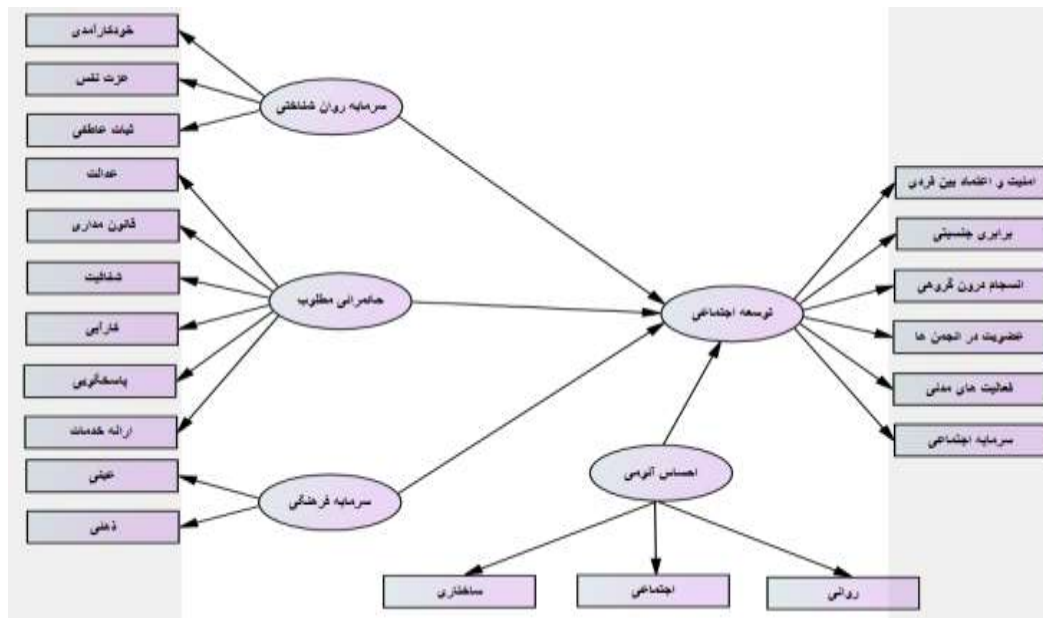 خودکارآمدی
عزت نفس
ثبات عاطفی
سرمایه روان شناختی
عدالت
قانون مداری
شفافیت
کارآیی
پاسخگویی
ارائه خدمات
حکمرانی مطلوب
عینی
ذهنی
سرمایه فرهنگی
توسعه اجتماعی
احساس آنومی
ساختاری
اجتماعی
روانی
امنیت و اعتماد بین فردی
برابری جنسیتی
انسجام درون گروهی
عضویت در انجمن ها
فعالیت های مدنی
سرمایه اجتماعی